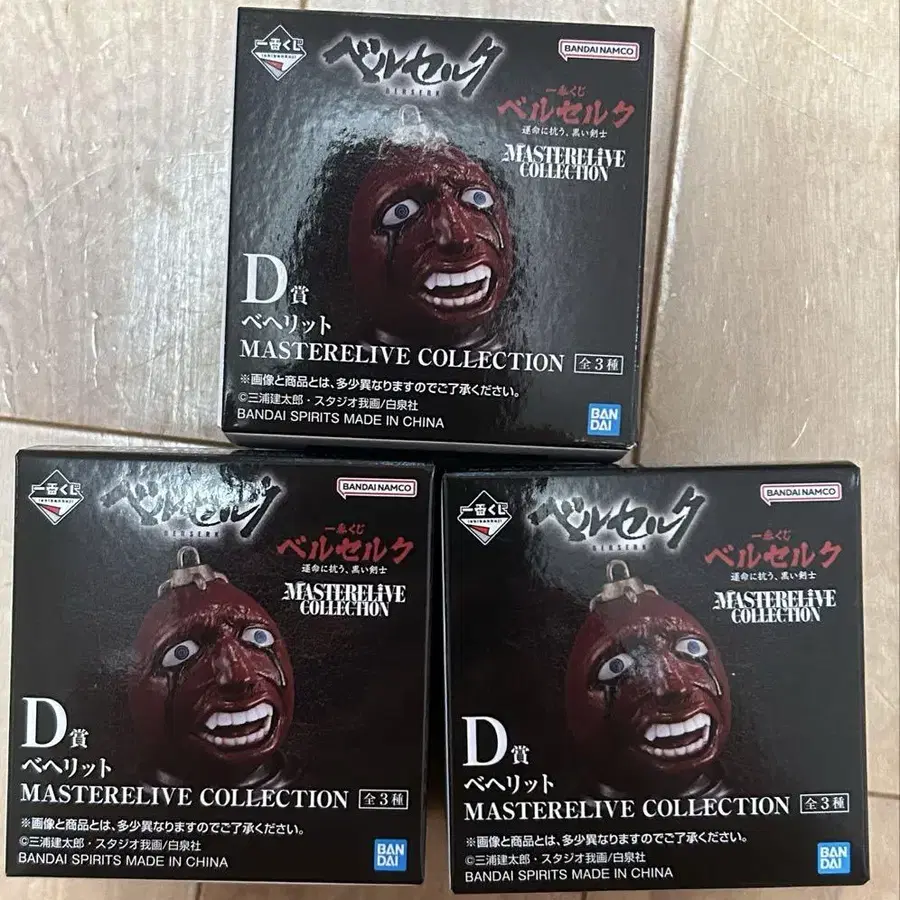 一番くじ
ICHIBANKUJI
ベルセルク
BERSERK
BANDAI NAMCO
一番くじ
ベルセルク
運命に抗う、黒い剣士
MASTERELIVE
COLLECTION
D賞
ベヘリット
MASTERELIVE COLLECTION 全3種
※画像と商品とは、多少異なりますのでご了承ください。
©三浦建太郎・スタジオ我画/白泉社
BANDAI SPIRITS MADE IN CHINA
BAN
DAI
一番くじ
ICHIBANKUJI
ベルセルク
BERSERK
BANDAI NAMCO
一番くじ
ベルセルク
運命に抗う、黒い剣士
MASTERELIVE
COLLECTION
D賞
ベヘリット
MASTERELIVE COLLECTION 全3種
※画像と商品とは、多少異なりますのでご了承ください。
©三浦建太郎・スタジオ我画/白泉社
BANDAI SPIRITS MADE IN CHINA
BAN
DAI
一番くじ
ICHIBANKUJI
ベルセルク
BERSERK
BANDAI NAMCO
一番くじ
ベルセルク
運命に抗う、黒い剣士
MASTERELIVE
COLLECTION
D賞
ベヘリット
MASTERELIVE COLLECTION 全3種
※画像と商品とは、多少異なりますのでご了承ください。
©三浦建太郎・スタジオ我画/白泉社
BANDAI SPIRITS MADE IN CHINA
BAN
DAI